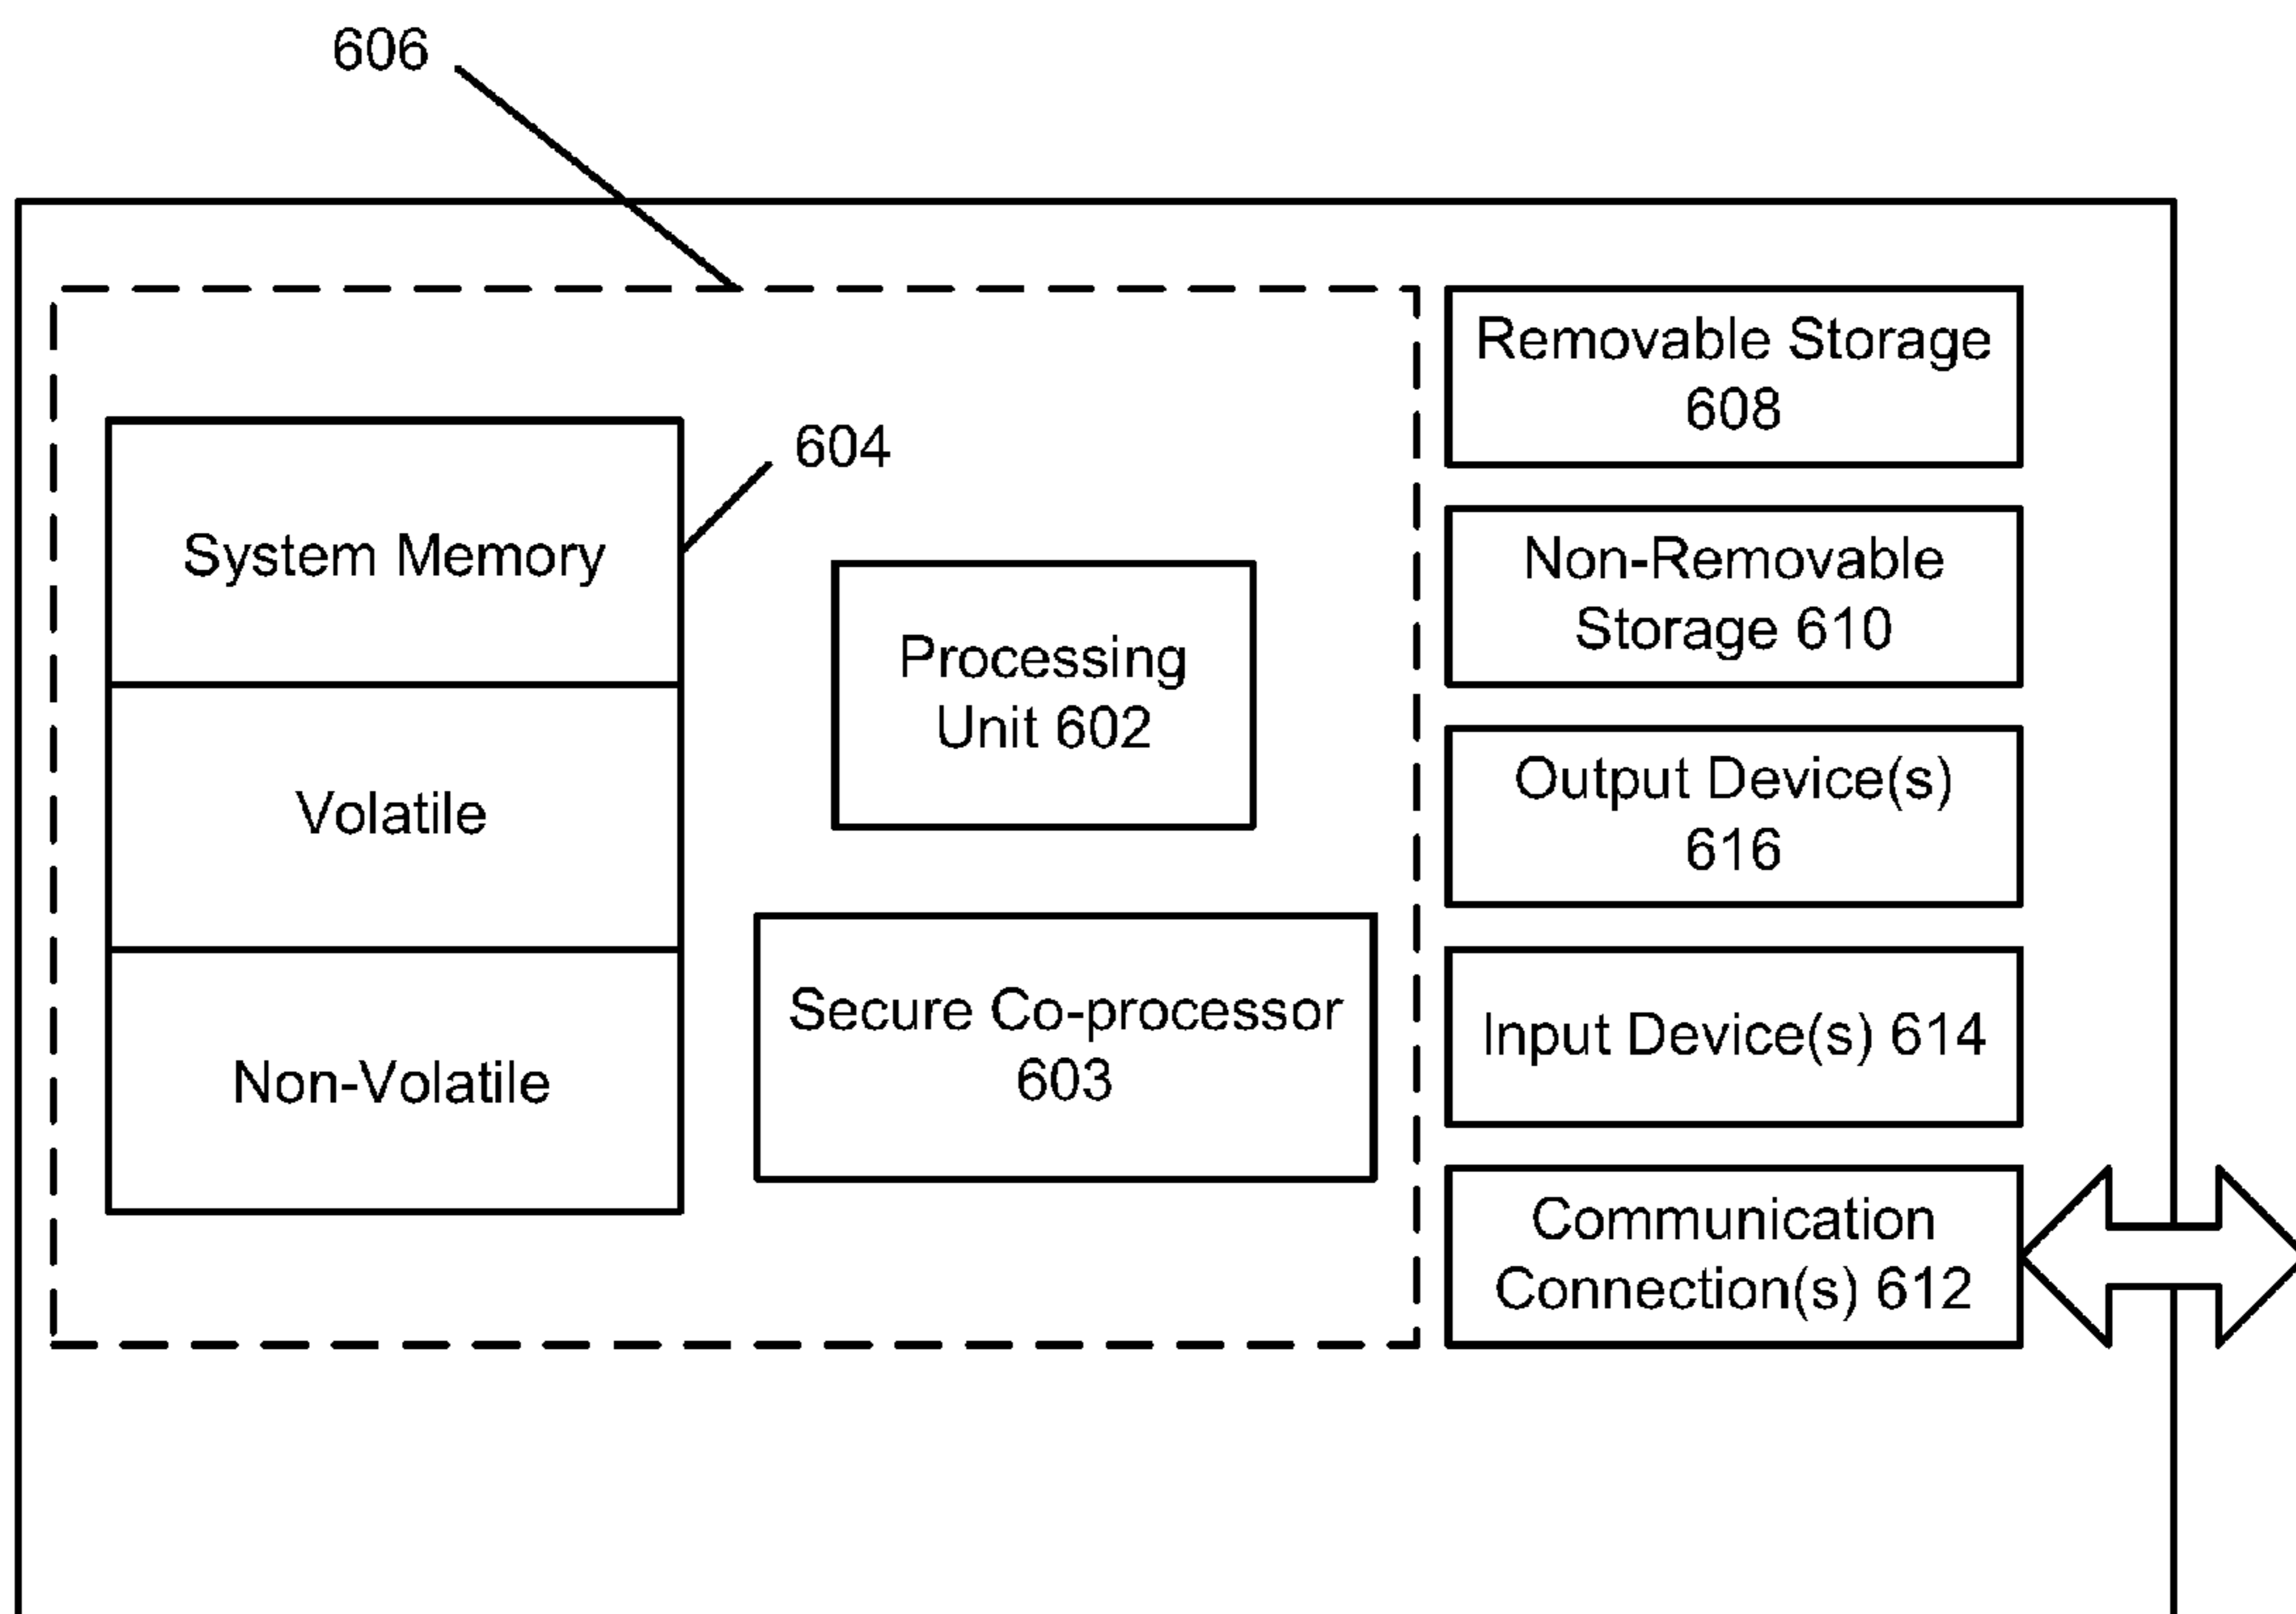 606
604
System Memory
Volatile
Non-Volatile
Processing
Unit 602
Secure Co-processor
603
Removable Storage
608
Non-Removable
Storage 610
Output Device(s)
616
Input Device(s) 614
Communication
Connection(s) 612